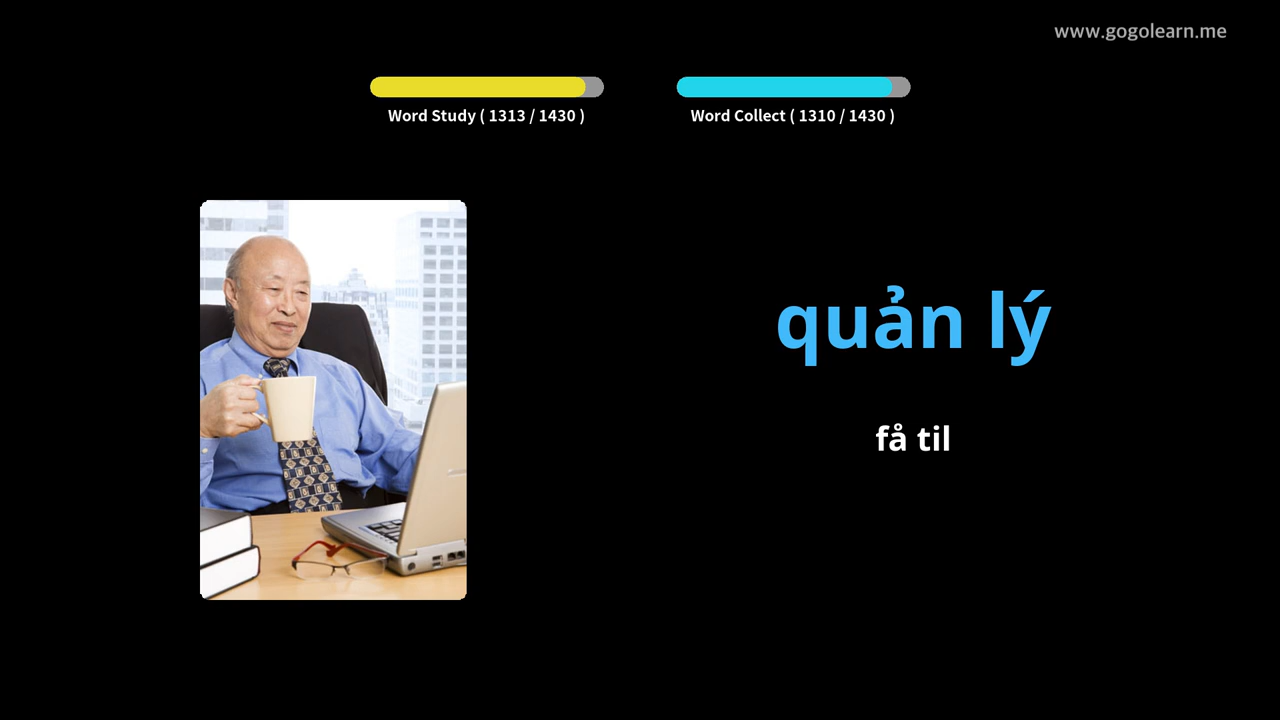 www.gogolearn.me
Word Study ( 1313 / 1430 )
Word Collect ( 1310 / 1430 )
quản lý
få til